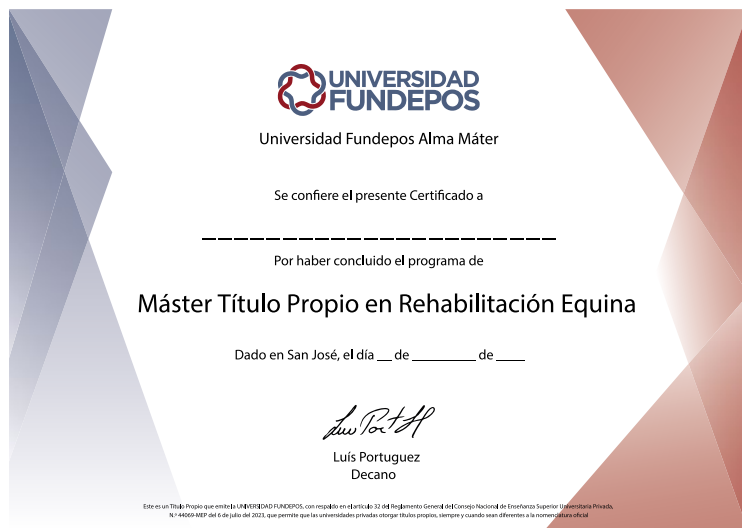 UNIVERSIDAD
FUNDEPOS
Universidad Fundepos Alma Máter
Se confiere el presente Certificado a
_______________________
Por haber concluido el programa de
Máster Título Propio en Rehabilitación Equina
Dado en San José, el día __ de _________ de ____
Luís Portuguez
Decano
Este es un Título Propio que emite la UNIVERSIDAD FUNDEPOS, con respaldo en el artículo 32 del Reglamento General del Consejo Nacional de Enseñanza Superior Universitaria Privada,
N.º 44069-MEP del 6 de julio del 2023, que permite que las universidades privadas otorgar títulos propios, siempre y cuando sean diferentes a la nomenclatura oficial